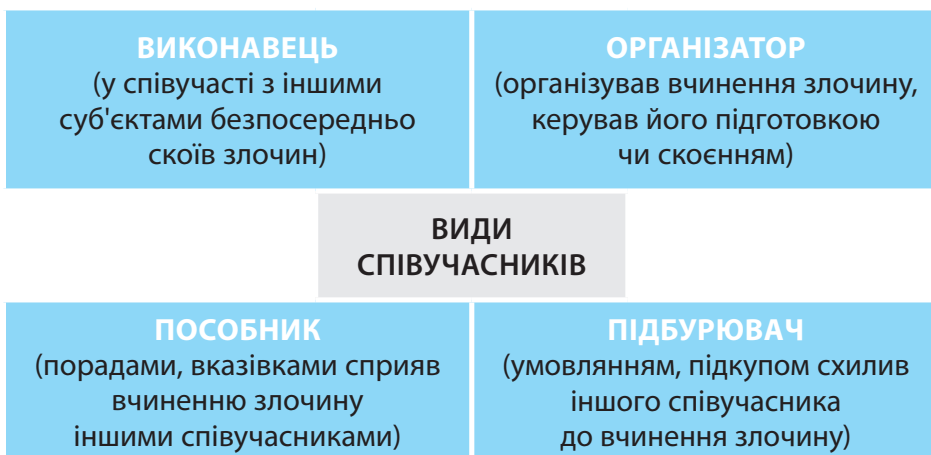 ВИКОНАВЕЦЬ
(у співучасті з іншими
суб'єктами безпосередньо
скоїв злочин)
ОРГАНІЗАТОР
(організував вчинення злочину,
керував його підготовкою
чи скоєнням)
ВИДИ
СПІВУЧАСНИКІВ
ПОСОБНИК
(порадами, вказівками сприяв
вчиненню злочину
іншими співучасниками)
ПІДБУРЮВАЧ
(умовлянням, підкупом схилив
іншого співучасника
до вчинення злочину)